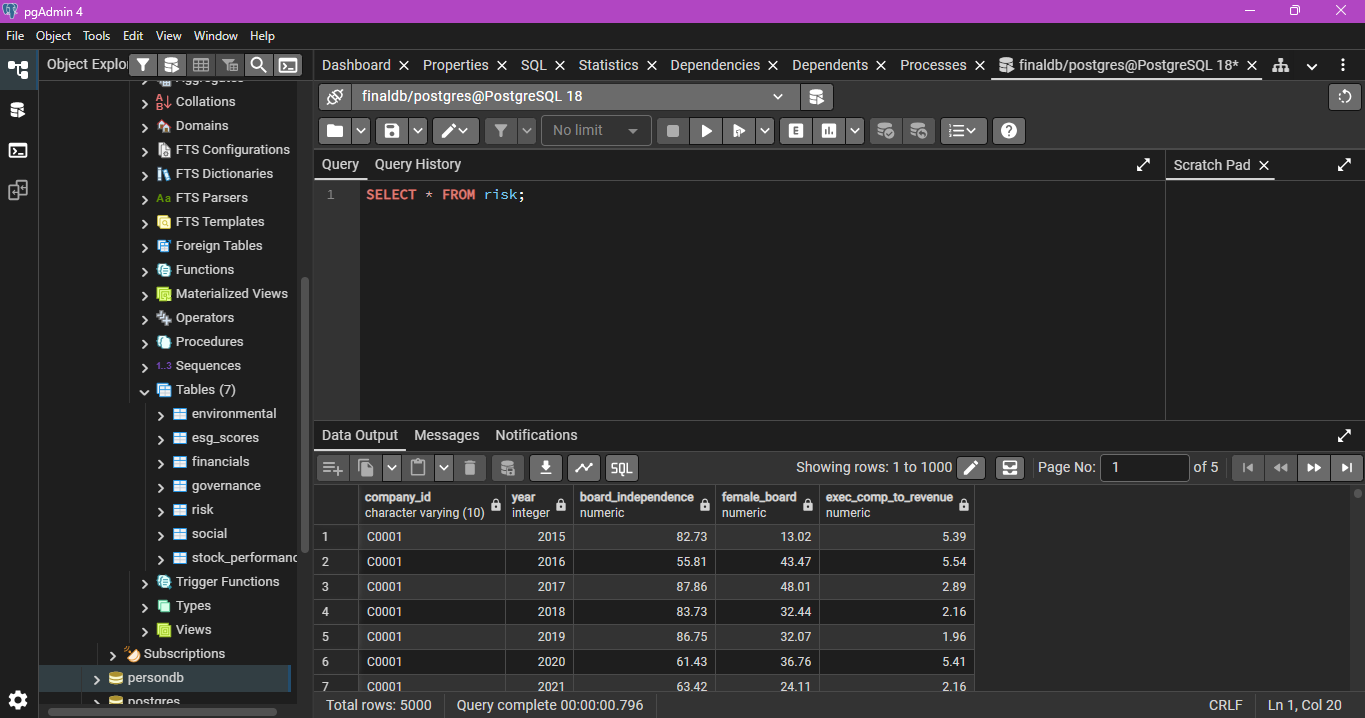 pgAdmin 4
File Object Tools Edit View Window Help
Object Explo
Dashboard Properties SQL Statistics Dependencies Dependents Processes finaldb/postgres@PostgreSQL 18*
finaldb/postgres@PostgreSQL 18
No limit
E
Query Query History
Scratch Pad
1 SELECT * FROM risk;
Aggregates
Collations
Domains
FTS Configurations
FTS Dictionaries
Aa FTS Parsers
FTS Templates
Foreign Tables
Functions
Materialized Views
Operators
Procedures
1..3 Sequences
Tables (7)
environmental
esg_scores
financials
governance
risk
social
stock_performanc
Trigger Functions
Types
Views
Subscriptions
persondb
postgres
Data Output Messages Notifications
SQL
Showing rows: 1 to 1000
Page No: 1 of 5
company_id year board_independence female_board exec_comp_to_revenue
character varying (10) integer numeric numeric numeric
1 C0001 2015 82.73 13.02 5.39
2 C0001 2016 55.81 43.47 5.54
3 C0001 2017 87.86 48.01 2.89
4 C0001 2018 83.73 32.44 2.16
5 C0001 2019 86.75 32.07 1.96
6 C0001 2020 61.43 36.76 5.41
7 C0001 2021 63.42 24.11 2.16
Total rows: 5000 Query complete 00:00:00.796 CRLF Ln 1, Col 20